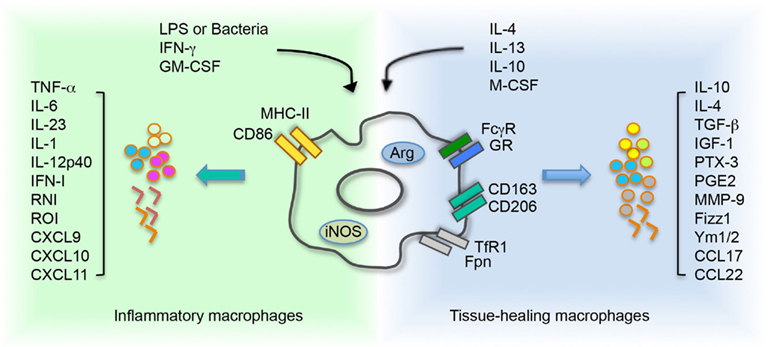 LPS or Bacteria
IFN-γ
GM-CSF
IL-4
IL-13
IL-10
M-CSF
TNF-α
IL-6
IL-23
IL-1
IL-12p40
IFN-I
RNI
ROI
CXCL9
CXCL10
CXCL11
MHC-II
CD86
Arg
iNOS
FcγR
GR
CD163
CD206
TfR1
Fpn
IL-10
IL-4
TGF-β
IGF-1
PTX-3
PGE2
MMP-9
Fizz1
Ym1/2
CCL17
CCL22
Inflammatory macrophages
Tissue-healing macrophages